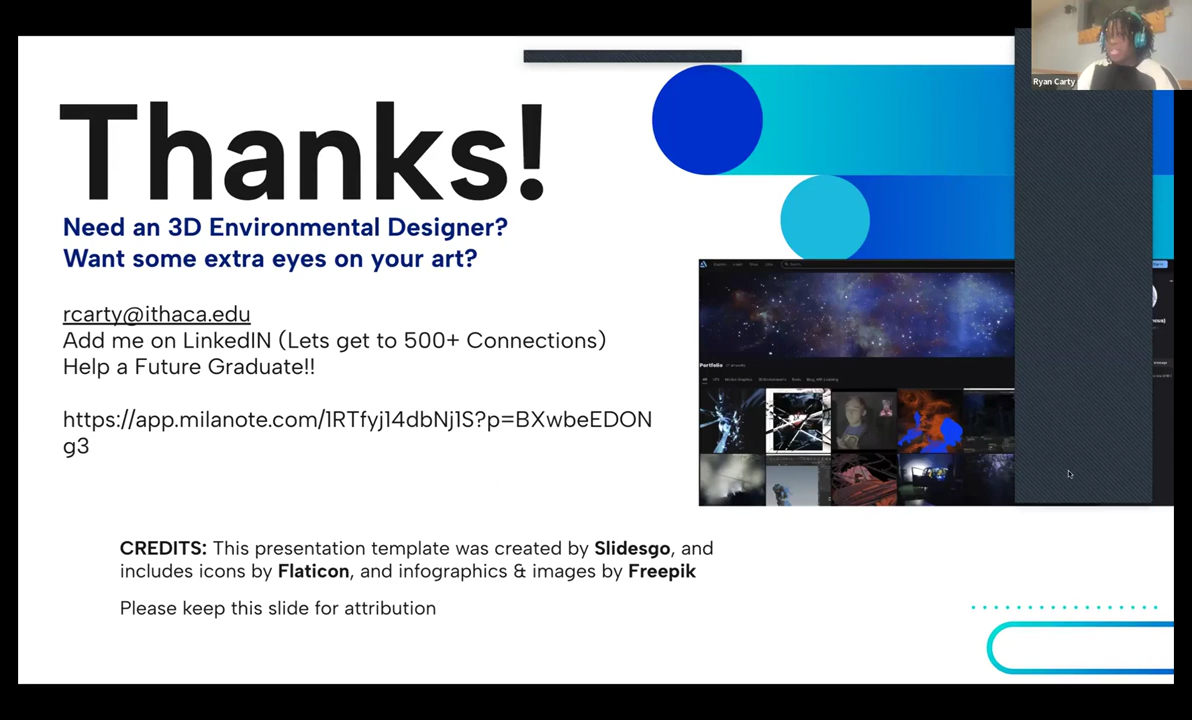 Ryan Carty
Thanks!
Need an 3D Environmental Designer?
Want some extra eyes on your art?
rcarty@ithaca.edu
Add me on LinkedIN (Lets get to 500+ Connections)
Help a Future Graduate!!
https://app.milanote.com/1RTfyj14dbNj1S?p=BXwbeEDON
g3
Portfolio
CREDITS: This presentation template was created by Slidesgo, and
includes icons by Flaticon, and infographics & images by Freepik
Please keep this slide for attribution